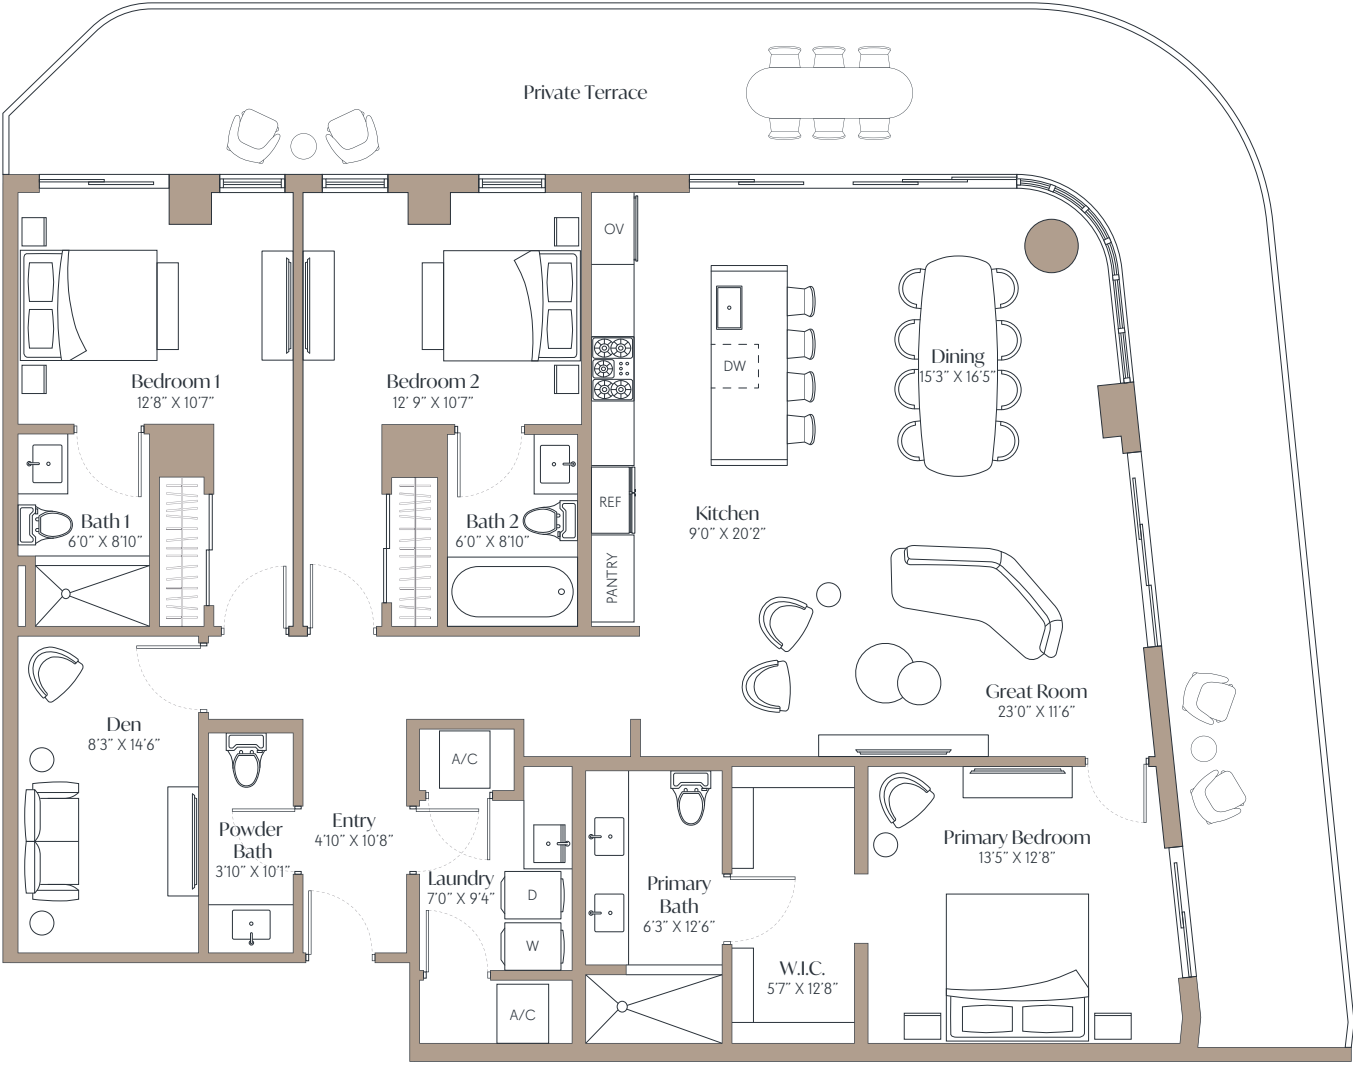 Private Terrace
OV
Bedroom 1
12'8" X 10'7"
Bedroom 2
12' 9" X 10'7"
DW
Dining
15'3" X 16'5"
REF
Kitchen
9'0" X 20'2"
Bath 1
6'0" X 8'10"
Bath 2
6'0" X 8'10"
PANTRY
Great Room
23'0" X 11'6"
Den
8'3" X 14'6"
A/C
Entry
4'10" X 10'8"
Powder
Bath
3'10" X 10'1"
Primary Bedroom
13'5" X 12'8"
Laundry
7'0" X 9'4"
D
W
Primary
Bath
6'3" X 12'6"
W.I.C.
5'7" X 12'8"
A/C